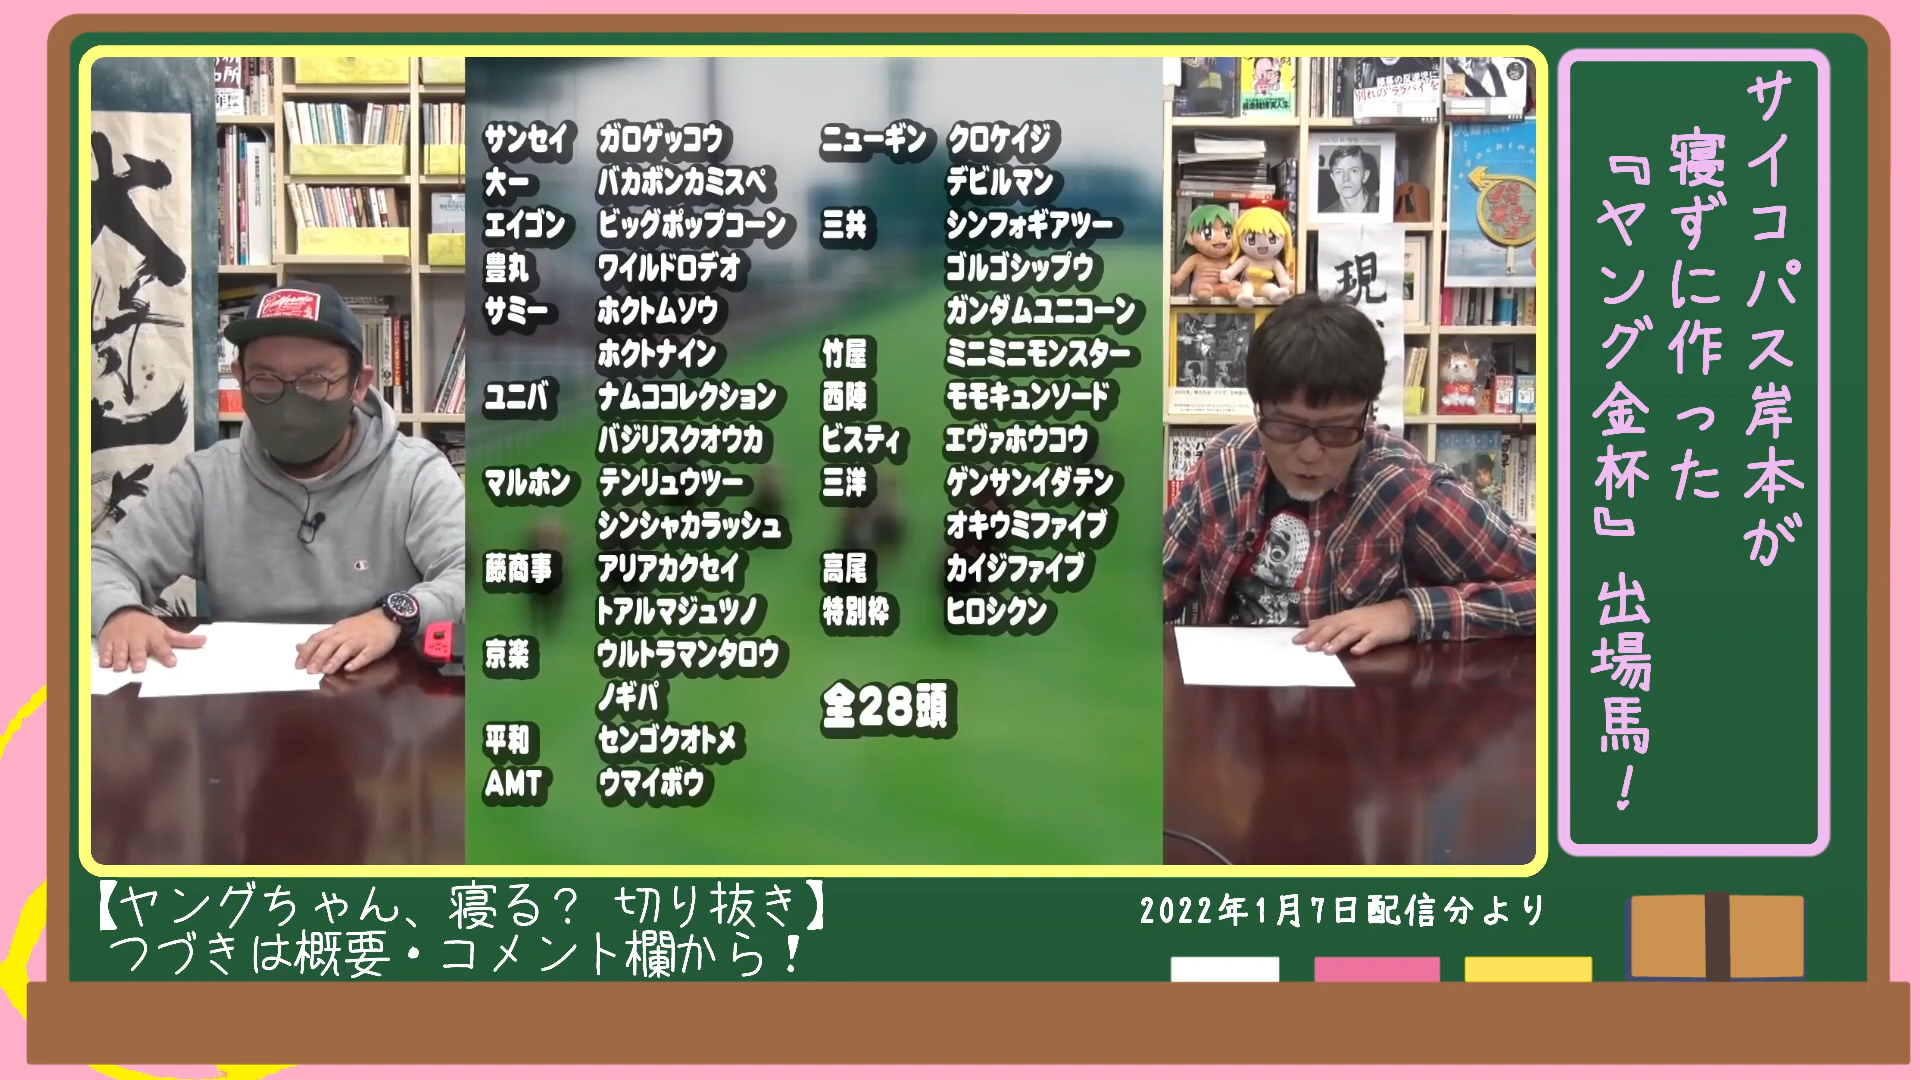 サイコパス岸本が
寝ずに作った
『ヤング金杯』出場馬！
サンセイ ガロゲッコウ
大一 バカボンカミスペ
エイゴン ビッグポップコーン
豊丸 ワイルドロデオ
サミー ホクトムソウ
ホクトナイン
ユニバ ナムココレクション
バジリスクオウカ
マルホン テンリュウツー
シンシャカラッシュ
藤商事 アリアカクセイ
トアルマジュツノ
京楽 ウルトラマンタロウ
ノギパ
平和 センゴクオトメ
AMT ウマイボウ
ニューギン クロケイジ
デビルマン
三共 シンフォギアツー
ゴルゴシップウ
ガンダムユニコーン
竹屋 ミニミニモンスター
西陣 モモキュンソード
ビスティ エヴァホウコウ
三洋 ゲンサンイダテン
オキウミファイブ
高尾 カイジファイブ
特別枠 ヒロシクン
全28頭
現、
California
【ヤングちゃん、寝る？ 切り抜き】
つづきは概要・コメント欄から！
2022年1月7日配信分より